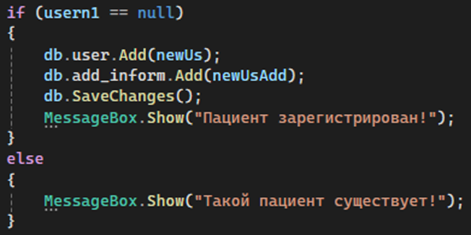 if (usern1 == null)
{
db.user.Add(newUs);
db.add_inform.Add(newUsAdd);
db.SaveChanges();
MessageBox.Show("Пациент зарегистрирован!");
}
else
{
MessageBox.Show("Такой пациент существует!");
}